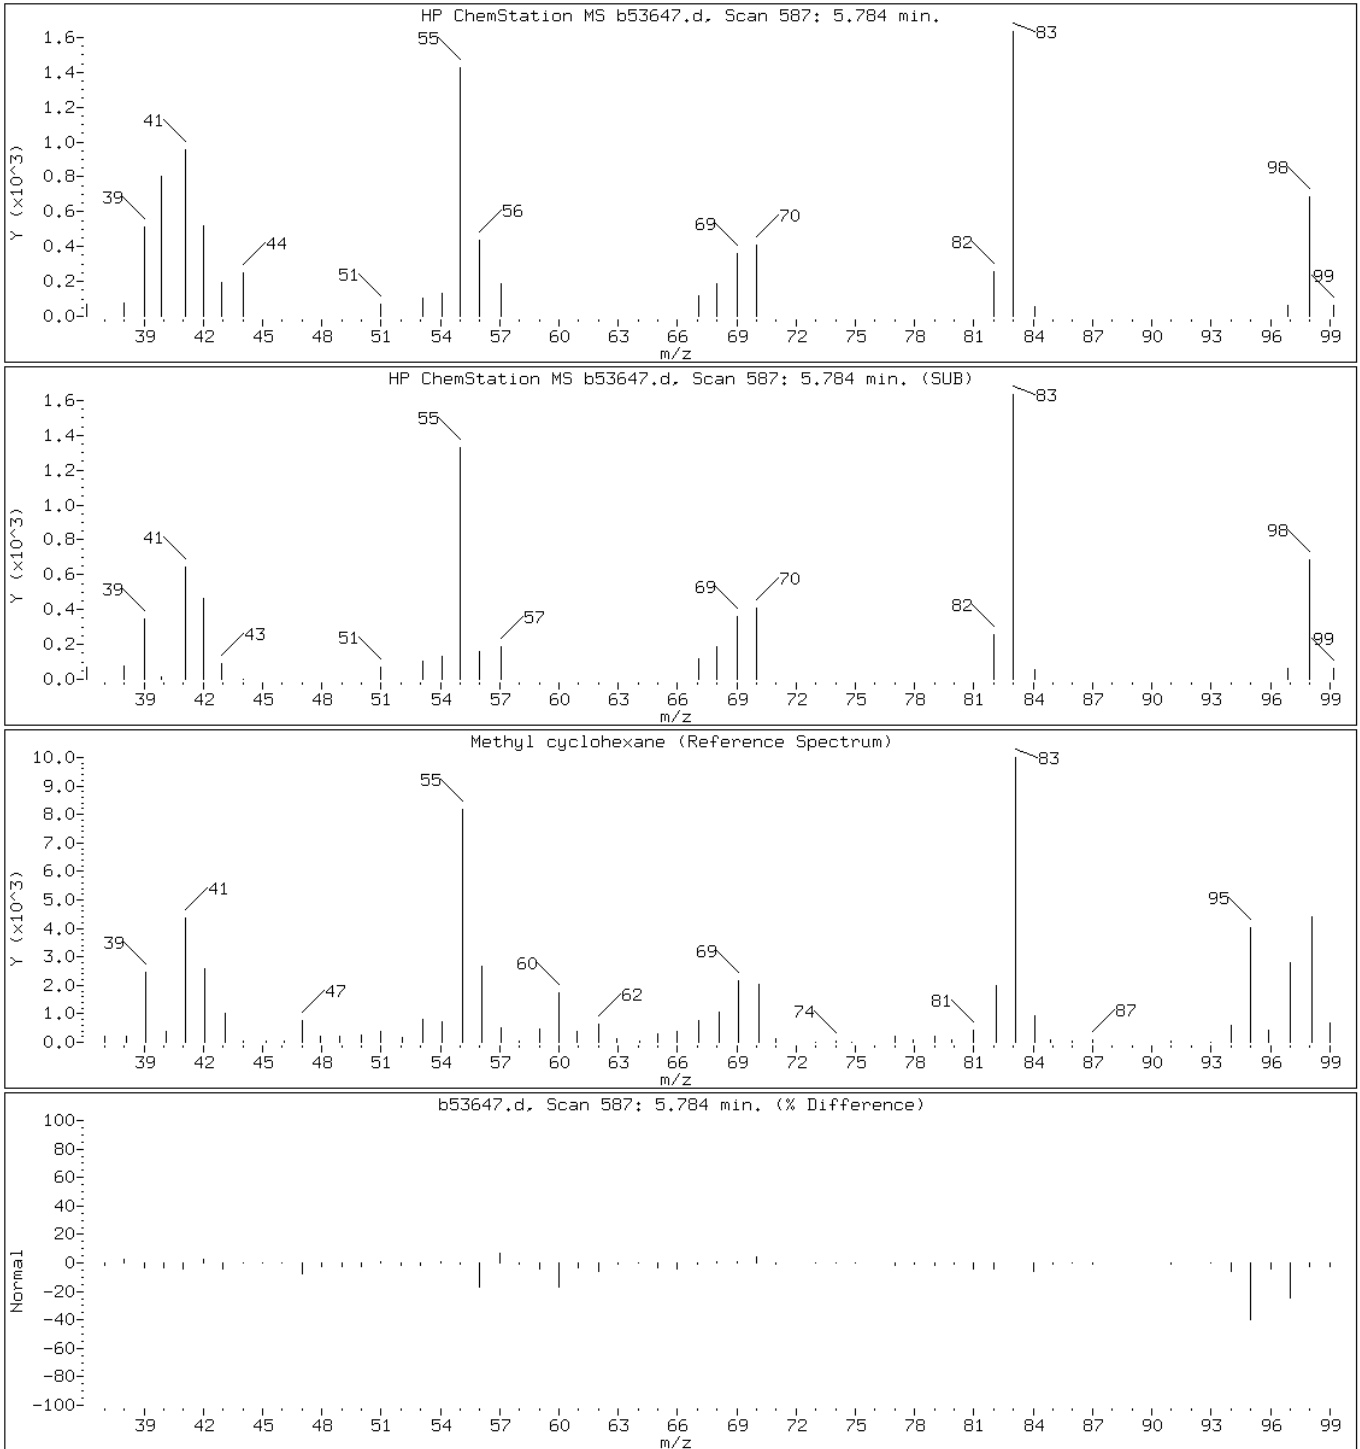 HP ChemStation MS b53647.d, Scan 587: 5.784 min.
Y (x10^3)
1.6
1.4
1.2
1.0
0.8
0.6
0.4
0.2
0.0
39 41 44 51 55 56 69 70 82 83 98 99
39 42 45 48 51 54 57 60 63 66 69 72 75 78 81 84 87 90 93 96 99
m/z
HP ChemStation MS b53647.d, Scan 587: 5.784 min. (SUB)
Y (x10^3)
1.6
1.4
1.2
1.0
0.8
0.6
0.4
0.2
0.0
39 41 43 51 55 57 69 70 82 83 98 99
39 42 45 48 51 54 57 60 63 66 69 72 75 78 81 84 87 90 93 96 99
m/z
Methyl cyclohexane (Reference Spectrum)
Y (x10^3)
10.0
9.0
8.0
7.0
6.0
5.0
4.0
3.0
2.0
1.0
0.0
39 41 47 55 60 62 69 74 81 83 87 95
39 42 45 48 51 54 57 60 63 66 69 72 75 78 81 84 87 90 93 96 99
m/z
b53647.d, Scan 587: 5.784 min. (% Difference)
Normal
100
80
60
40
20
0
-20
-40
-60
-80
-100
39 42 45 48 51 54 57 60 63 66 69 72 75 78 81 84 87 90 93 96 99
m/z